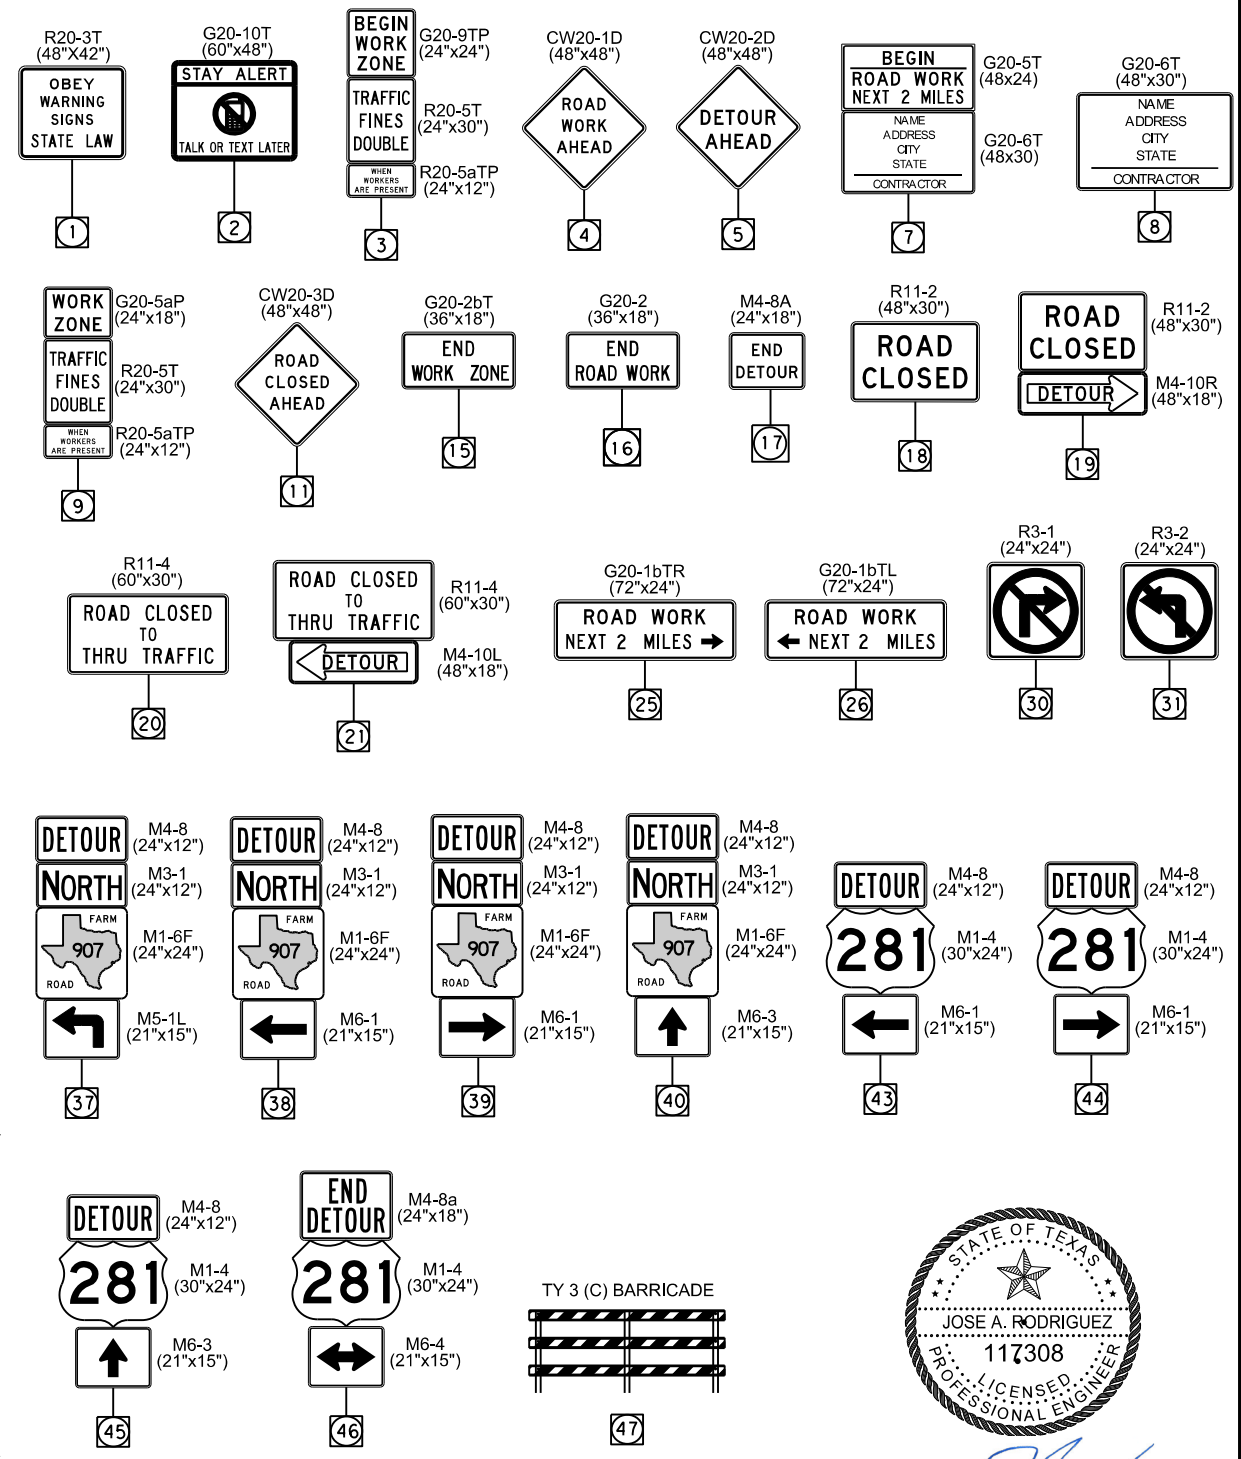 R20-3T
(48"X42")
OBEY
WARNING
SIGNS
STATE LAW
1
G20-10T
(60"x48")
STAY ALERT
TALK OR TEXT LATER
2
BEGIN
WORK
ZONE
G20-9TP
(24"x24")
TRAFFIC
FINES
DOUBLE
R20-5T
(24"x30")
WHEN
WORKERS
ARE PRESENT
R20-5aTP
(24"x12")
3
CW20-1D
(48"x48")
ROAD
WORK
AHEAD
4
CW20-2D
(48"x48")
DETOUR
AHEAD
5
BEGIN
ROAD WORK
NEXT 2 MILES
G20-5T
(48x24)
NAME
ADDRESS
CITY
STATE
CONTRACTOR
G20-6T
(48x30)
7
G20-6T
(48"x30")
NAME
ADDRESS
CITY
STATE
CONTRACTOR
8
WORK
ZONE
G20-5aP
(24"x18")
TRAFFIC
FINES
DOUBLE
R20-5T
(24"x30")
WHEN
WORKERS
ARE PRESENT
R20-5aTP
(24"x12")
9
CW20-3D
(48"x48")
ROAD
CLOSED
AHEAD
11
G20-2bT
(36"x18")
END
WORK ZONE
15
G20-2
(36"x18")
END
ROAD WORK
16
M4-8A
(24"x18")
END
DETOUR
17
R11-2
(48"x30")
ROAD
CLOSED
18
ROAD
CLOSED
R11-2
(48"x30")
DETOUR
M4-10R
(48"x18")
19
R11-4
(60"x30")
ROAD CLOSED
TO
THRU TRAFFIC
20
ROAD CLOSED
TO
THRU TRAFFIC
R11-4
(60"x30")
DETOUR
M4-10L
(48"x18")
21
G20-1bTR
(72"x24")
ROAD WORK
NEXT 2 MILES →
25
G20-1bTL
(72"x24")
ROAD WORK
← NEXT 2 MILES
26
R3-1
(24"x24")
30
R3-2
(24"x24")
31
DETOUR
M4-8
(24"x12")
NORTH
M3-1
(24"x12")
FARM
907
ROAD
M1-6F
(24"x24")
M5-1L
(21"x15")
37
DETOUR
M4-8
(24"x12")
NORTH
M3-1
(24"x12")
FARM
907
ROAD
M1-6F
(24"x24")
M6-1
(21"x15")
38
DETOUR
M4-8
(24"x12")
NORTH
M3-1
(24"x12")
FARM
907
ROAD
M1-6F
(24"x24")
M6-1
(21"x15")
39
DETOUR
M4-8
(24"x12")
NORTH
M3-1
(24"x12")
FARM
907
ROAD
M1-6F
(24"x24")
M6-3
(21"x15")
40
DETOUR
M4-8
(24"x12")
281
M1-4
(30"x24")
M6-1
(21"x15")
43
DETOUR
M4-8
(24"x12")
281
M1-4
(30"x24")
M6-1
(21"x15")
44
DETOUR
M4-8
(24"x12")
281
M1-4
(30"x24")
M6-3
(21"x15")
45
END
DETOUR
M4-8a
(24"x18")
281
M1-4
(30"x24")
M6-4
(21"x15")
46
TY 3 (C) BARRICADE
47
STATE OF TEXAS
JOSE A. RODRIGUEZ
117308
LICENSED
PROFESSIONAL ENGINEER